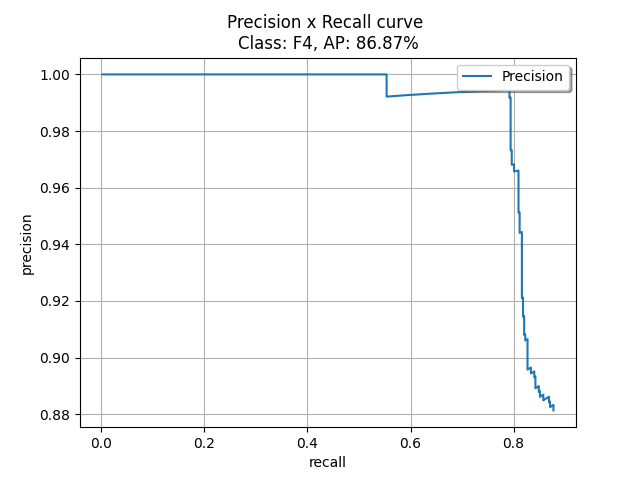 Precision x Recall curve
Class: F4, AP: 86.87%
Precision
1.00
0.98
0.96
0.94
0.92
0.90
0.88
precision
0.0 0.2 0.4 0.6 0.8
recall